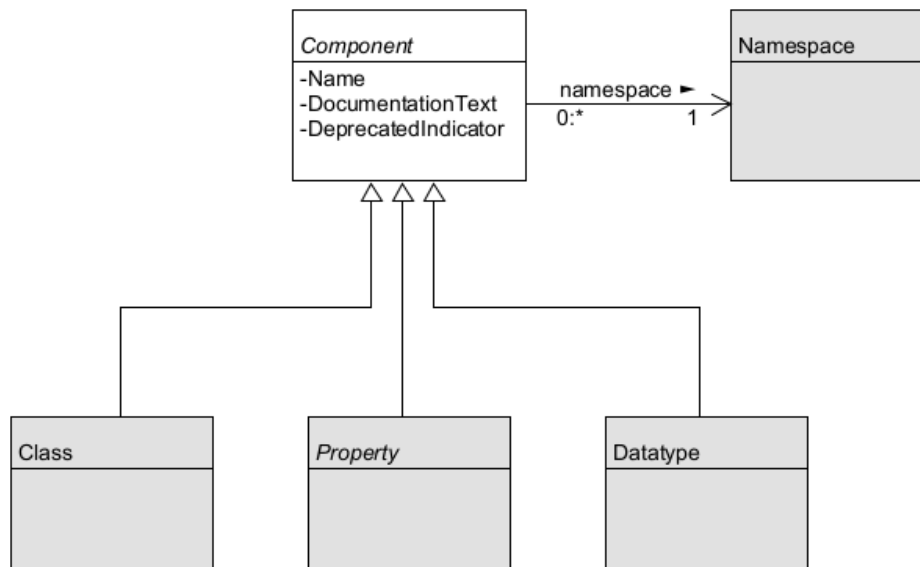 Component
Namespace
-Name
-DocumentationText
-DeprecatedIndicator
namespace ►
0:*
1
Class
Property
Datatype